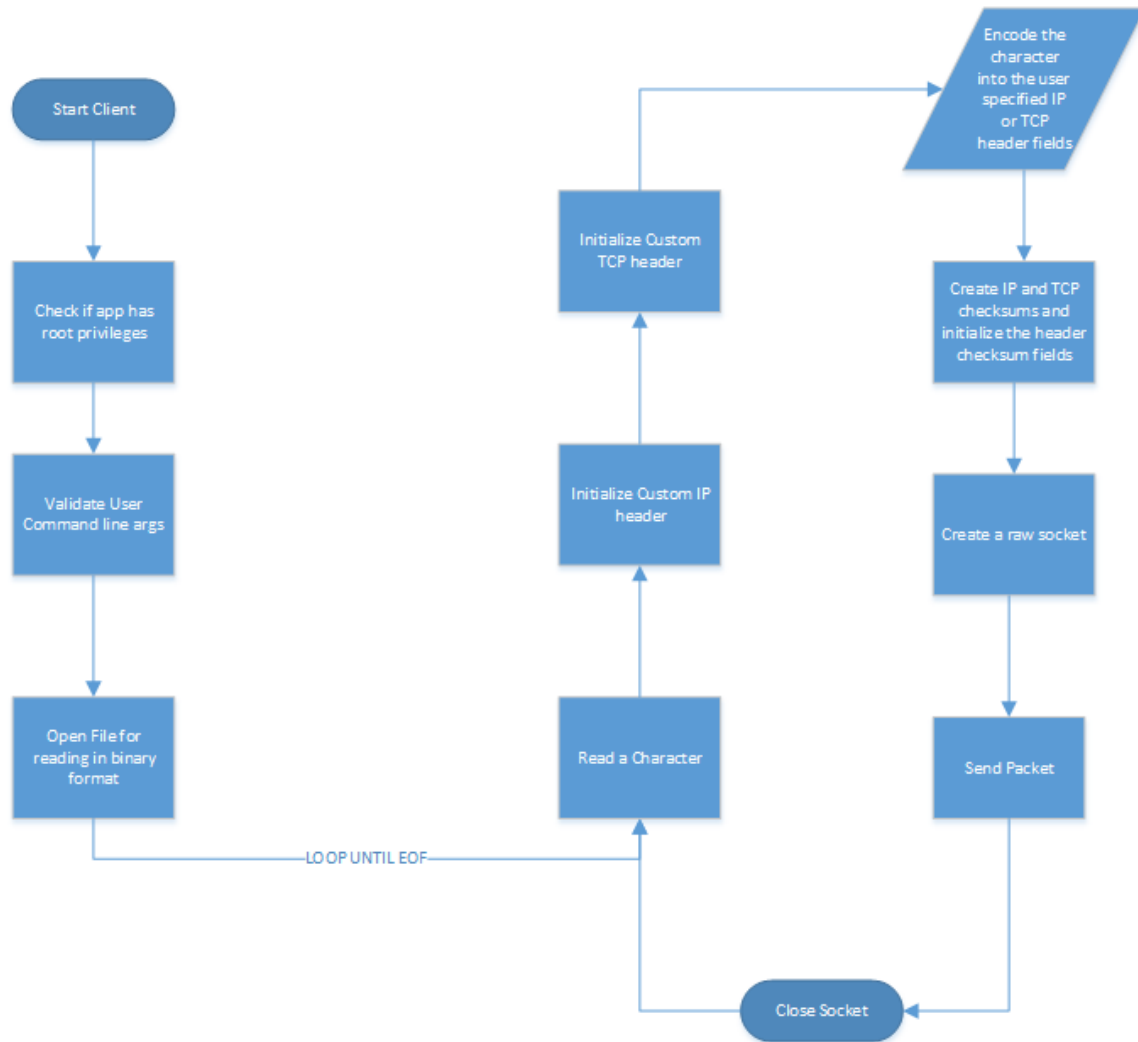 Start Client
Check if app has
root privileges
Validate User
Command line args
Open File for
reading in binary
format
LOOP UNTIL EOF
Read a Character
Initialize Custom IP
header
Initialize Custom
TCP header
Encode the
character
into the user
specified IP
or TCP
header fields
Create IP and TCP
checksums and
initialize the header
checksum fields
Create a raw socket
Send Packet
Close Socket